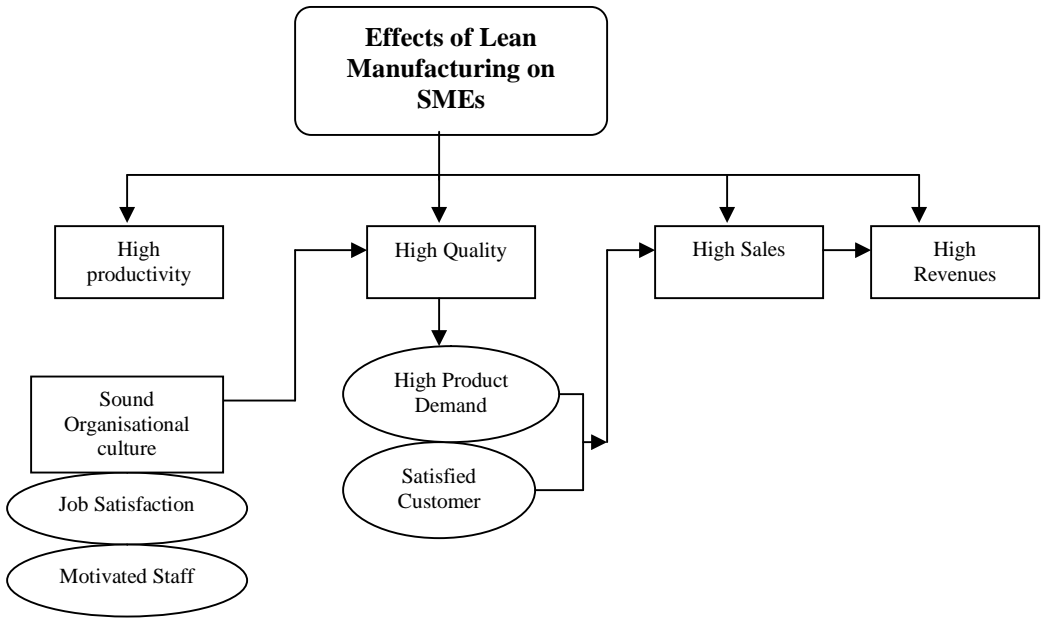 Effects of Lean
Manufacturing on
SMEs
High
productivity
High Quality
High Sales
High
Revenues
Sound
Organisational
culture
High Product
Demand
Satisfied
Customer
Job Satisfaction
Motivated Staff